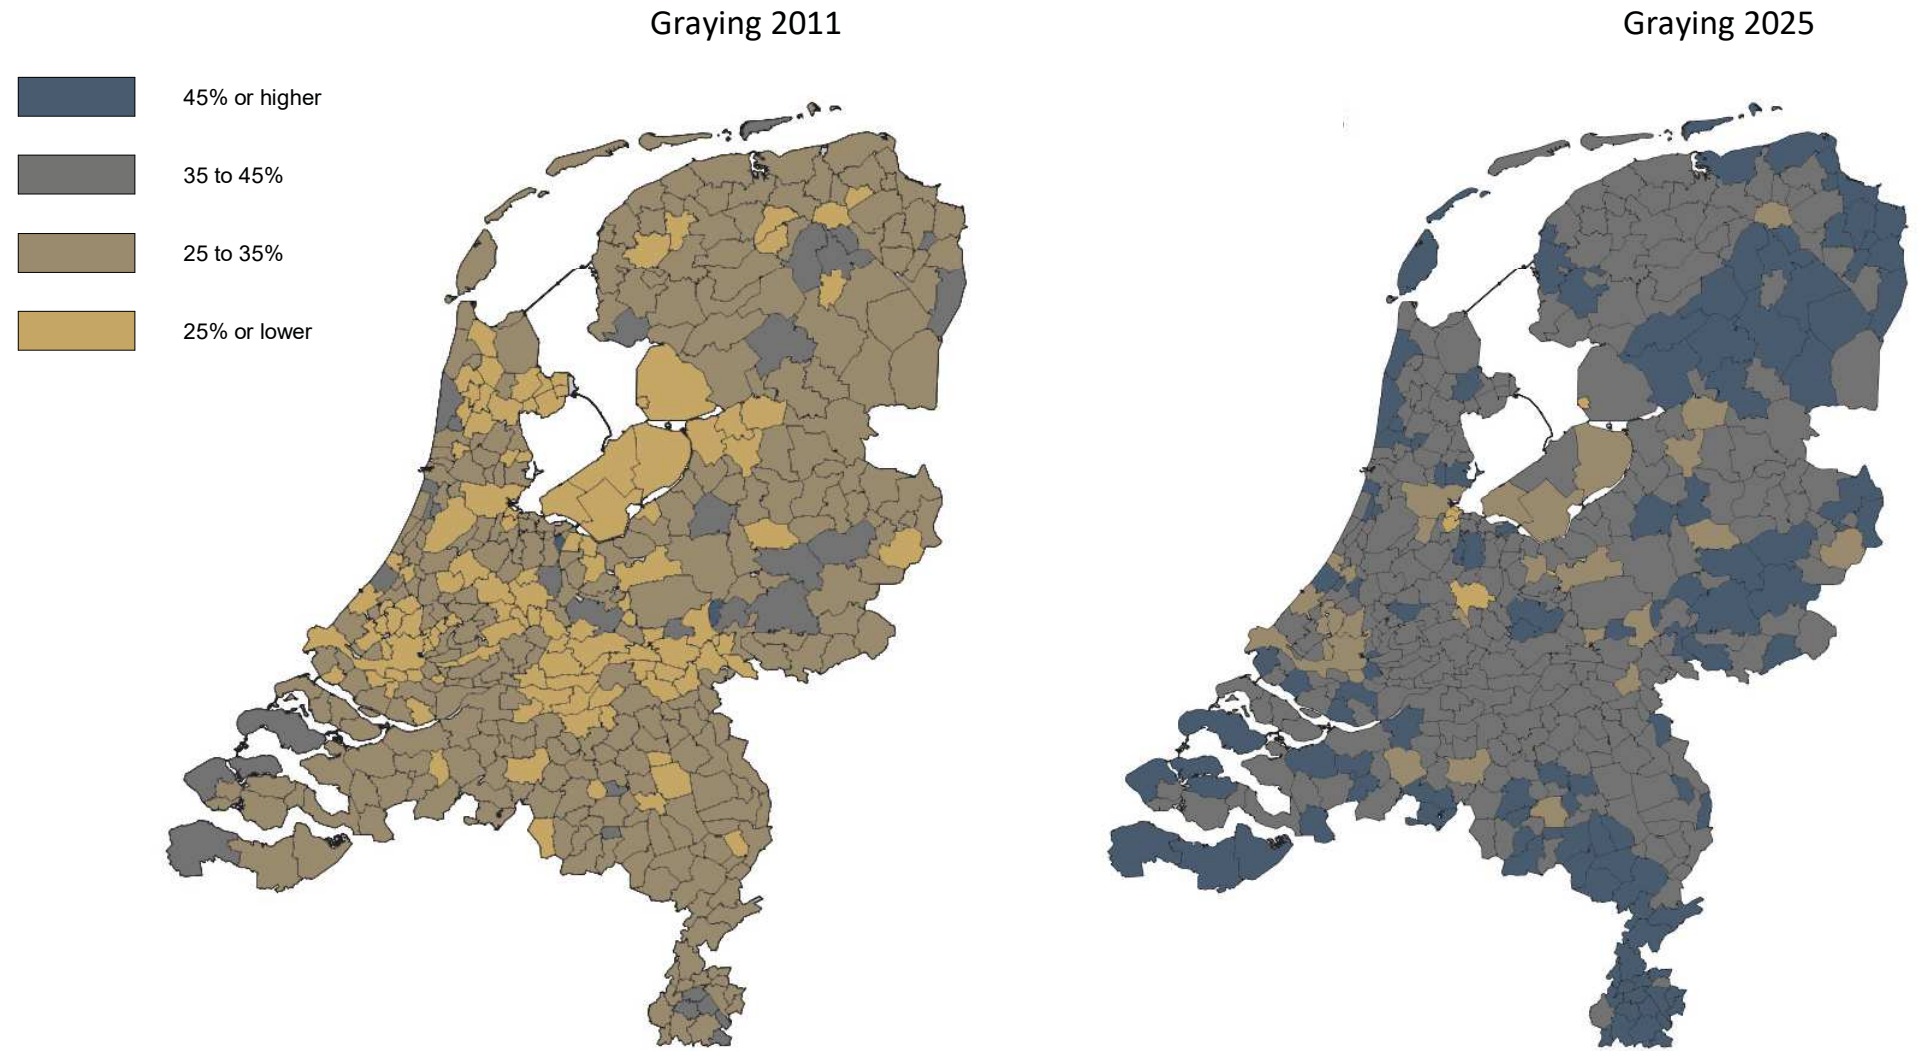 Graying 2011
Graying 2025
45% or higher
35 to 45%
25 to 35%
25% or lower